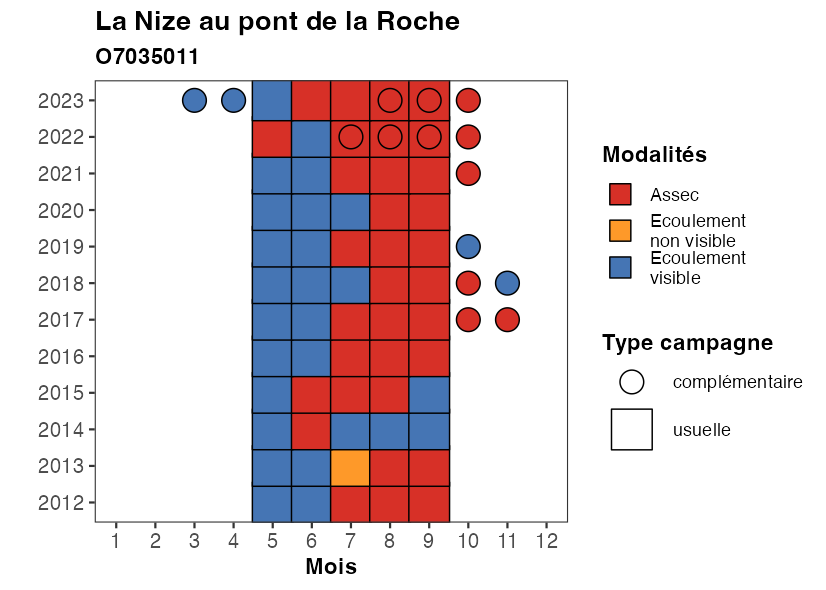 La Nize au pont de la Roche
O7035011
2023
2022
2021
2020
2019
2018
2017
2016
2015
2014
2013
2012
1 2 3 4 5 6 7 8 9 10 11 12
Mois
Modalités
Assec
Ecoulement
non visible
Ecoulement
visible
Type campagne
complémentaire
usuelle